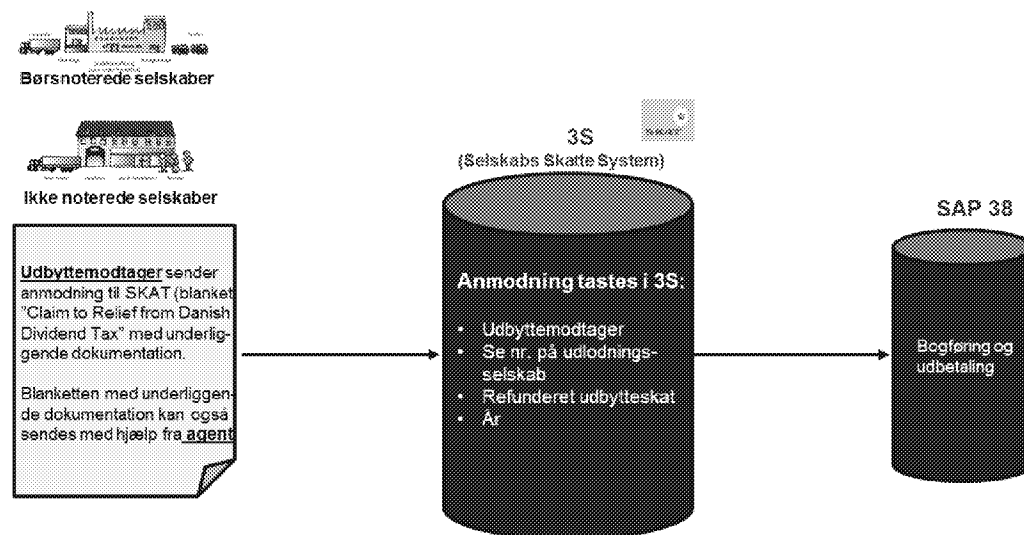 Børsnoterede selskaber
Ikke noterede selskaber
Udbyttemodtager sender
anmodning til SKAT (blanket
"Claim to Relief from Danish
Dividend Tax" med underlig-
gende dokumentation.
Blanketten med underliggen-
de dokumentation kan også
sendes med hjælp fra agent
3S
(Selskabs Skatte System)
SKAT
Anmodning tastes i 3S:
• Udbyttemodtager
• Se nr. på udlodnings-
selskab
• Refunderet udbytteskat
• År
SAP 38
Bogføring og
udbetaling